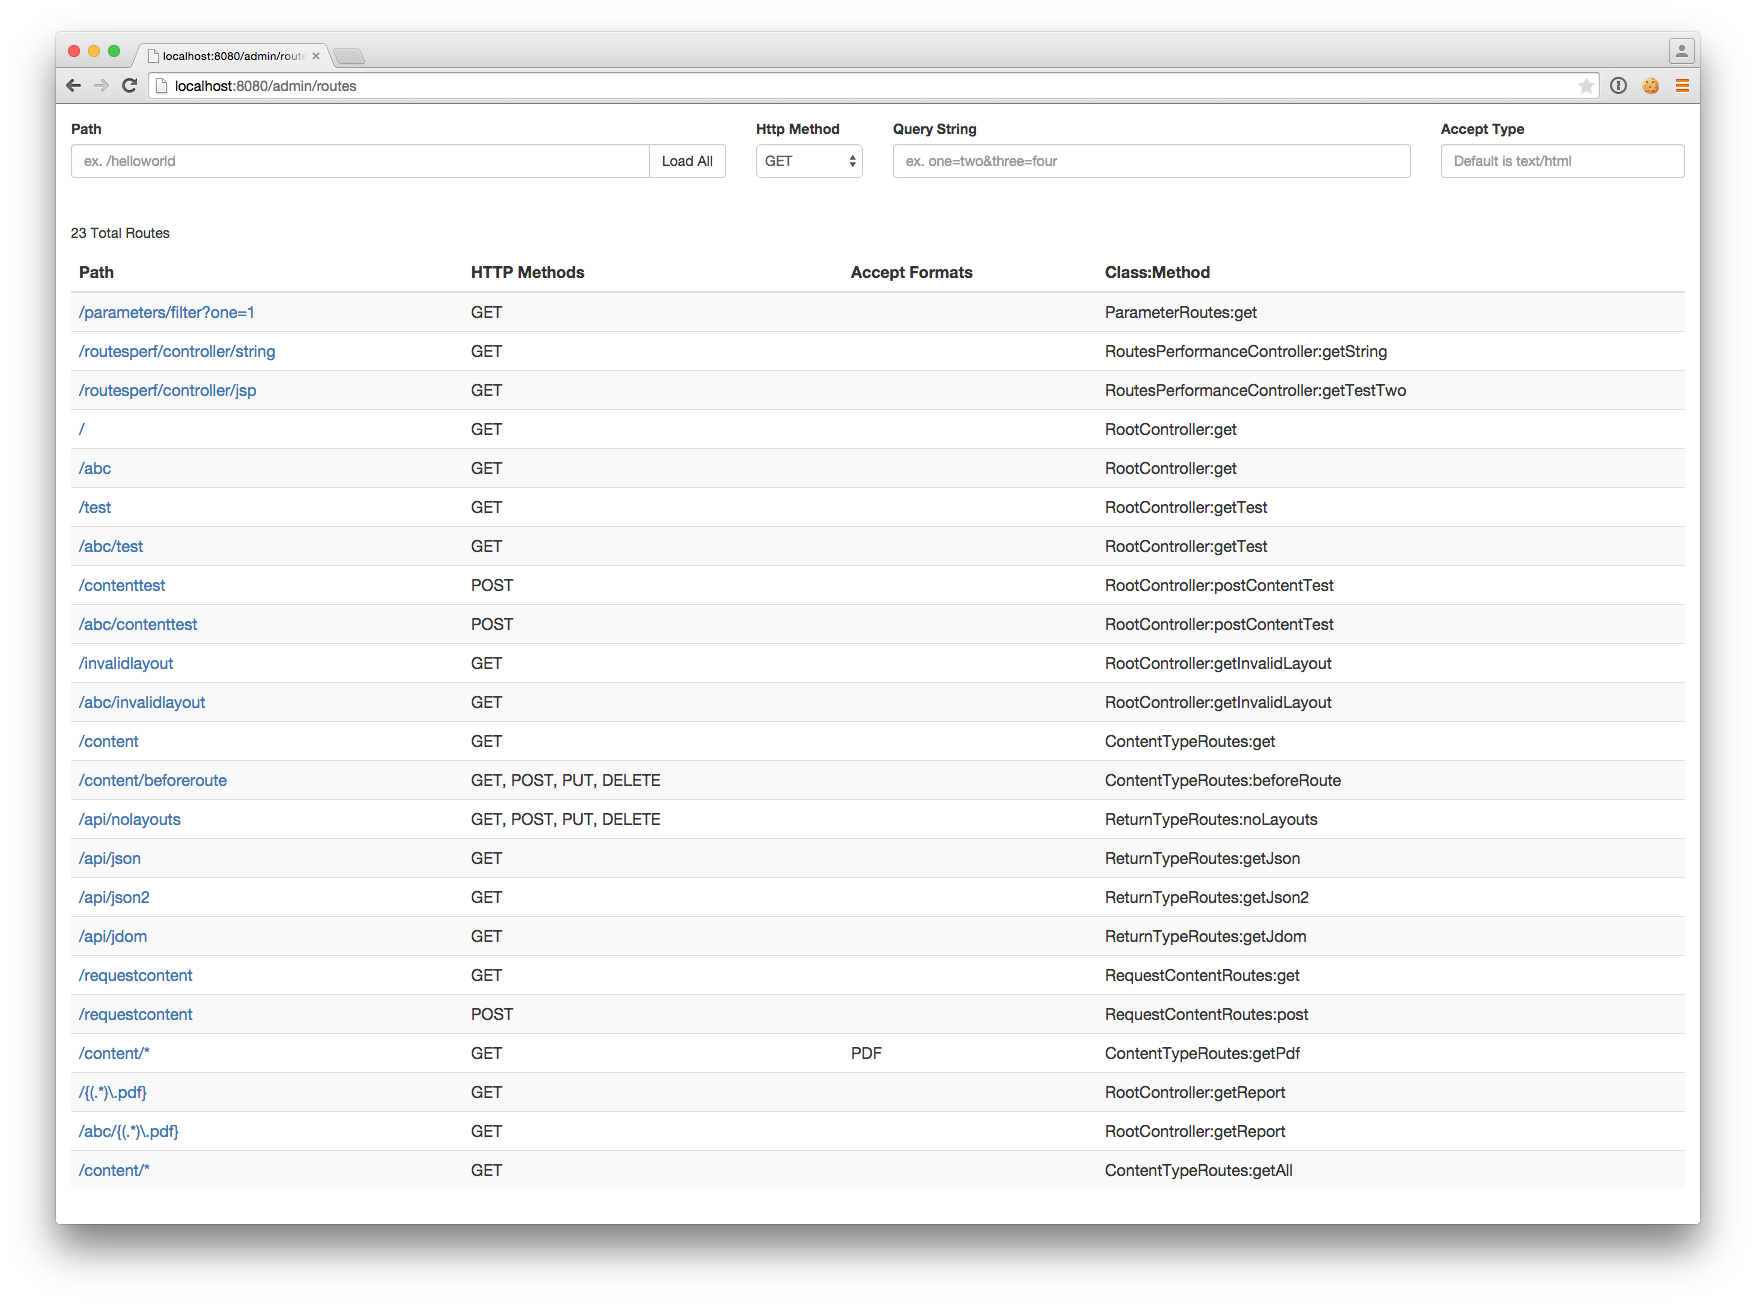 localhost:8080/admin/route
localhost:8080/admin/routes
Path Http Method Query String Accept Type
ex. /helloworld Load All GET ex. one=two&three=four Default is text/html
23 Total Routes
Path HTTP Methods Accept Formats Class:Method
/parameters/filter?one=1 GET ParameterRoutes:get
/routesperf/controller/string GET RoutesPerformanceController:getString
/routesperf/controller/jsp GET RoutesPerformanceController:getTestTwo
/ GET RootController:get
/abc GET RootController:get
/test GET RootController:getTest
/abc/test GET RootController:getTest
/contenttest POST RootController:postContentTest
/abc/contenttest POST RootController:postContentTest
/invalidlayout GET RootController:getInvalidLayout
/abc/invalidlayout GET RootController:getInvalidLayout
/content GET ContentTypeRoutes:get
/content/beforeroute GET, POST, PUT, DELETE ContentTypeRoutes:beforeRoute
/api/nolayouts GET, POST, PUT, DELETE ReturnTypeRoutes:noLayouts
/api/json GET ReturnTypeRoutes:getJson
/api/json2 GET ReturnTypeRoutes:getJson2
/api/jdom GET ReturnTypeRoutes:getJdom
/requestcontent GET RequestContentRoutes:get
/requestcontent POST RequestContentRoutes:post
/content/* GET PDF ContentTypeRoutes:getPdf
/{(.*)\.pdf} GET RootController:getReport
/abc/{(.*)\.pdf} GET RootController:getReport
/content/* GET ContentTypeRoutes:getAll